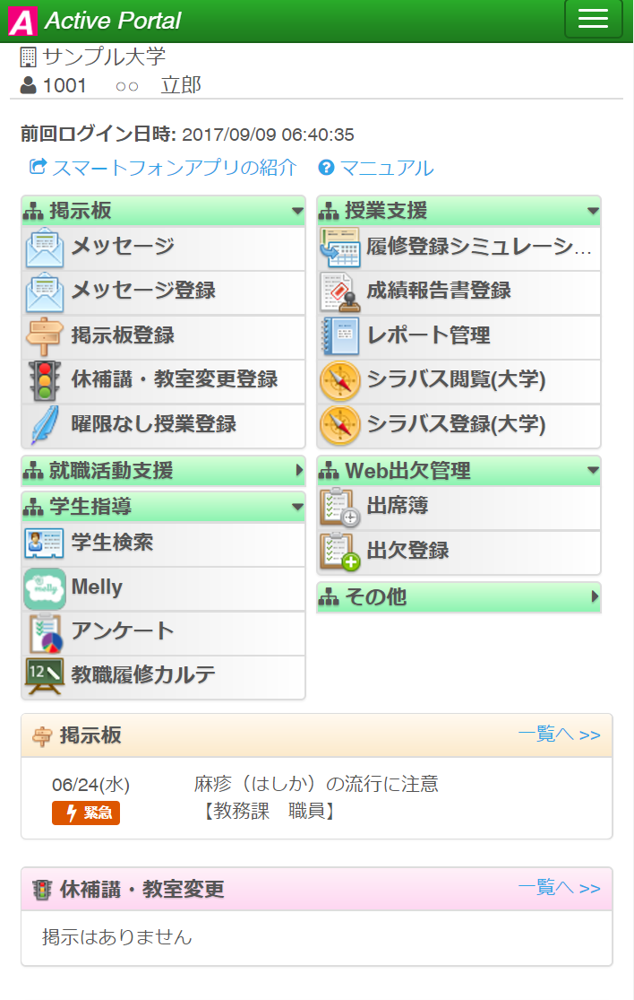 A Active Portal
サンプル大学
1001 ○○ 立郎
前回ログイン日時: 2017/09/09 06:40:35
スマートフォンアプリの紹介 ? マニュアル
掲示板
メッセージ
メッセージ登録
掲示板登録
休補講・教室変更登録
曜限なし授業登録
就職活動支援
学生指導
学生検索
melly
Melly
アンケート
12
教職履修カルテ
授業支援
履修登録シミュレーシ...
成績報告書登録
レポート管理
シラバス閲覧(大学)
シラバス登録(大学)
Web出欠管理
出席簿
出欠登録
その他
掲示板 一覧へ >>
06/24(水) 麻疹（はしか）の流行に注意
緊急 【教務課　職員】
休補講・教室変更 一覧へ >>
掲示はありません